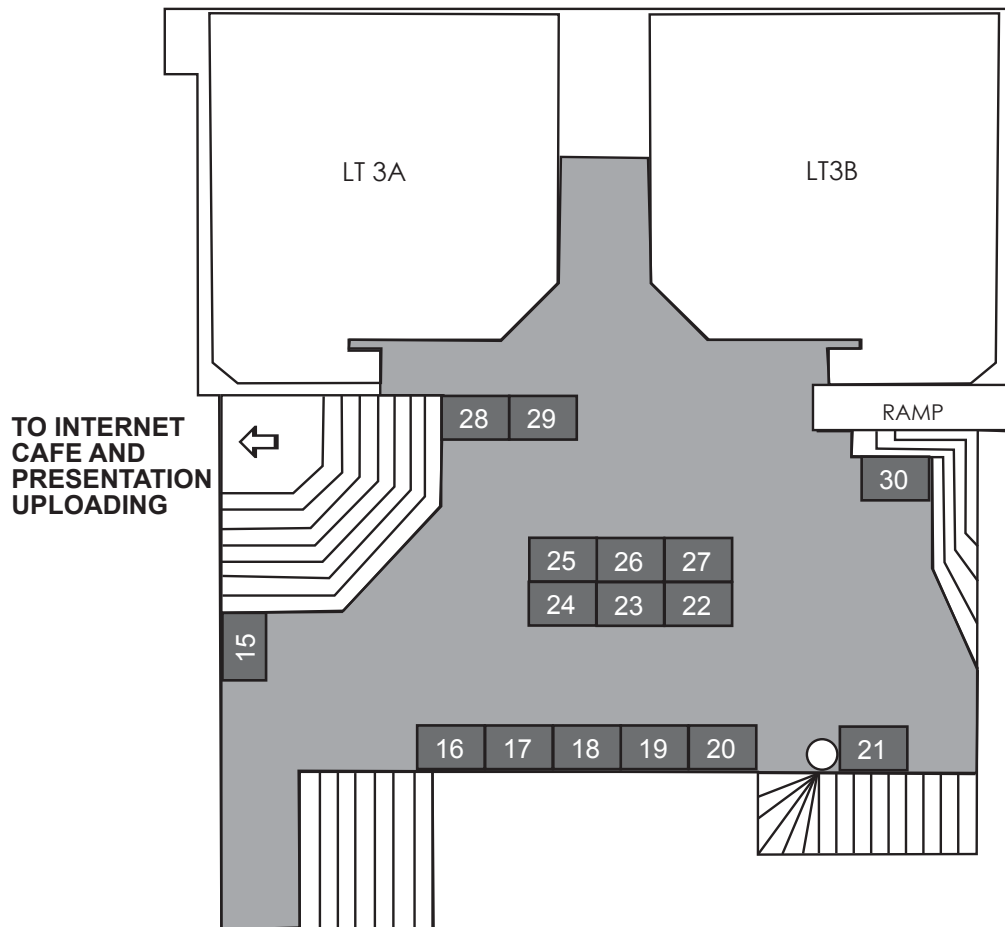 LT 3A
LT3B
TO INTERNET
CAFE AND
PRESENTATION
UPLOADING
RAMP
28 29
30
25 26 27
24 23 22
15
16 17 18 19 20 21